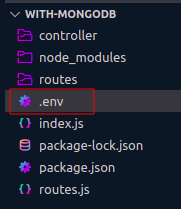 WITH-MONGODB
controller
node_modules
routes
.env
index.js
package-lock.json
package.json
routes.js